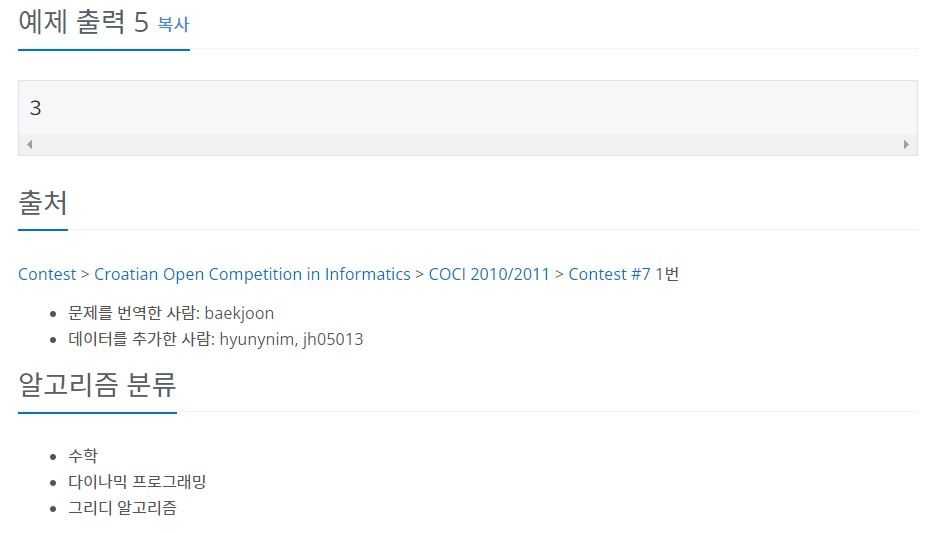 예제 출력 5 복사
3
출처
Contest > Croatian Open Competition in Informatics > COCI 2010/2011 > Contest #7 1번
문제를 번역한 사람: baekjoon
데이터를 추가한 사람: hyunynim, jh05013
알고리즘 분류
수학
다이나믹 프로그래밍
그리디 알고리즘